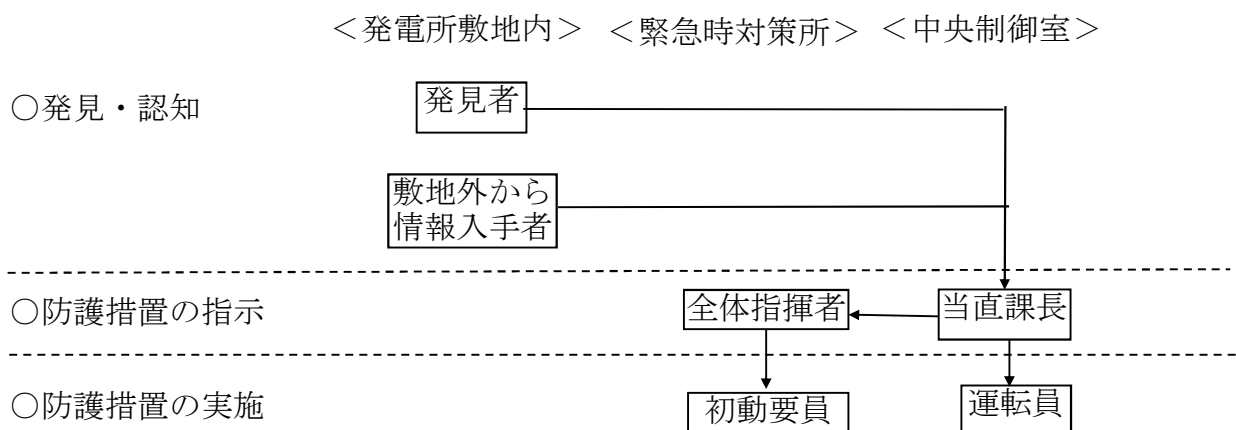 ＜発電所敷地内＞ ＜緊急時対策所＞ ＜中央制御室＞
○発見・認知 発見者
敷地外から
情報入手者
○防護措置の指示 全体指揮者 当直課長
○防護措置の実施 初動要員 運転員